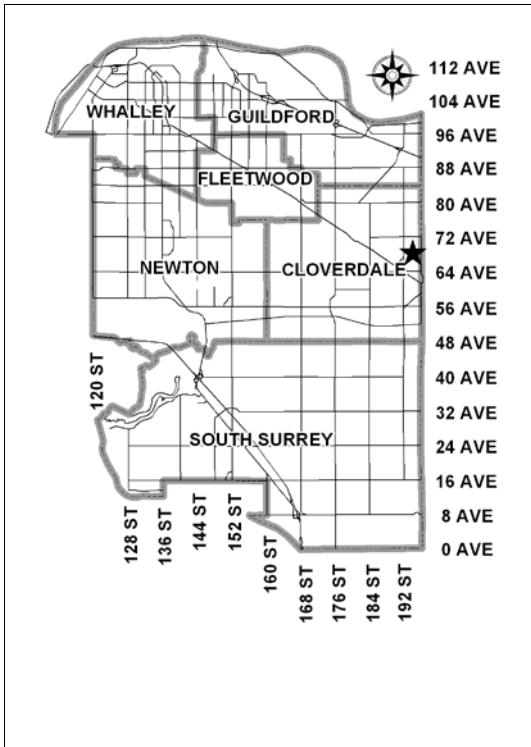 112 AVE
104 AVE
WHALLEY
GUILDFORD
96 AVE
88 AVE
FLEETWOOD
80 AVE
72 AVE
NEWTON
CLOVERDALE
64 AVE
56 AVE
48 AVE
120 ST
40 AVE
32 AVE
SOUTH SURREY
24 AVE
16 AVE
8 AVE
0 AVE
128 ST
136 ST
144 ST
152 ST
160 ST
168 ST
176 ST
184 ST
192 ST